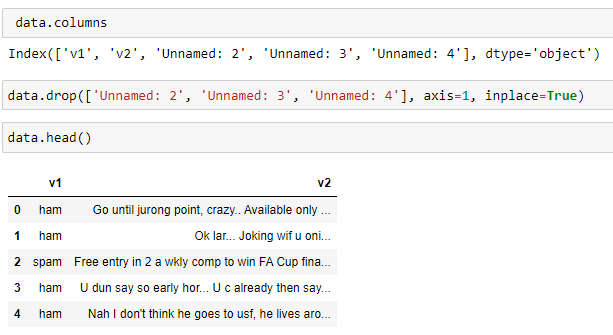 data.columns
Index(['v1', 'v2', 'Unnamed: 2', 'Unnamed: 3', 'Unnamed: 4'], dtype='object')
data.drop(['Unnamed: 2', 'Unnamed: 3', 'Unnamed: 4'], axis=1, inplace=True)
data.head()
v1 v2
0 ham Go until jurong point, crazy.. Available only ...
1 ham Ok lar... Joking wif u oni...
2 spam Free entry in 2 a wkly comp to win FA Cup fina...
3 ham U dun say so early hor... U c already then say...
4 ham Nah I don't think he goes to usf, he lives aro...